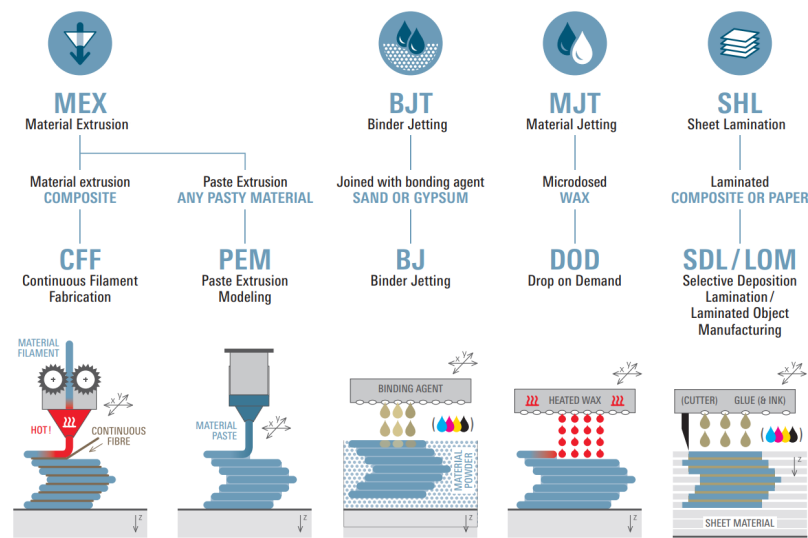 MEX
Material Extrusion
BJT
Binder Jetting
MJT
Material Jetting
SHL
Sheet Lamination
Material extrusion
COMPOSITE
Paste Extrusion
ANY PASTY MATERIAL
Joined with bonding agent
SAND OR GYPSUM
Microdosed
WAX
Laminated
COMPOSITE OR PAPER
CFF
Continuous Filament
Fabrication
PEM
Paste Extrusion
Modeling
BJ
Binder Jetting
DOD
Drop on Demand
SDL / LOM
Selective Deposition
Lamination /
Laminated Object
Manufacturing
MATERIAL
FILAMENT
x y
HOT!
CONTINUOUS
FIBRE
z
MATERIAL
PASTE
x y
z
x y
BINDING AGENT
( )
MATERIAL
POWDER
z
x y
HEATED WAX
z
x y
(CUTTER) GLUE (& INK)
( )
z
SHEET MATERIAL